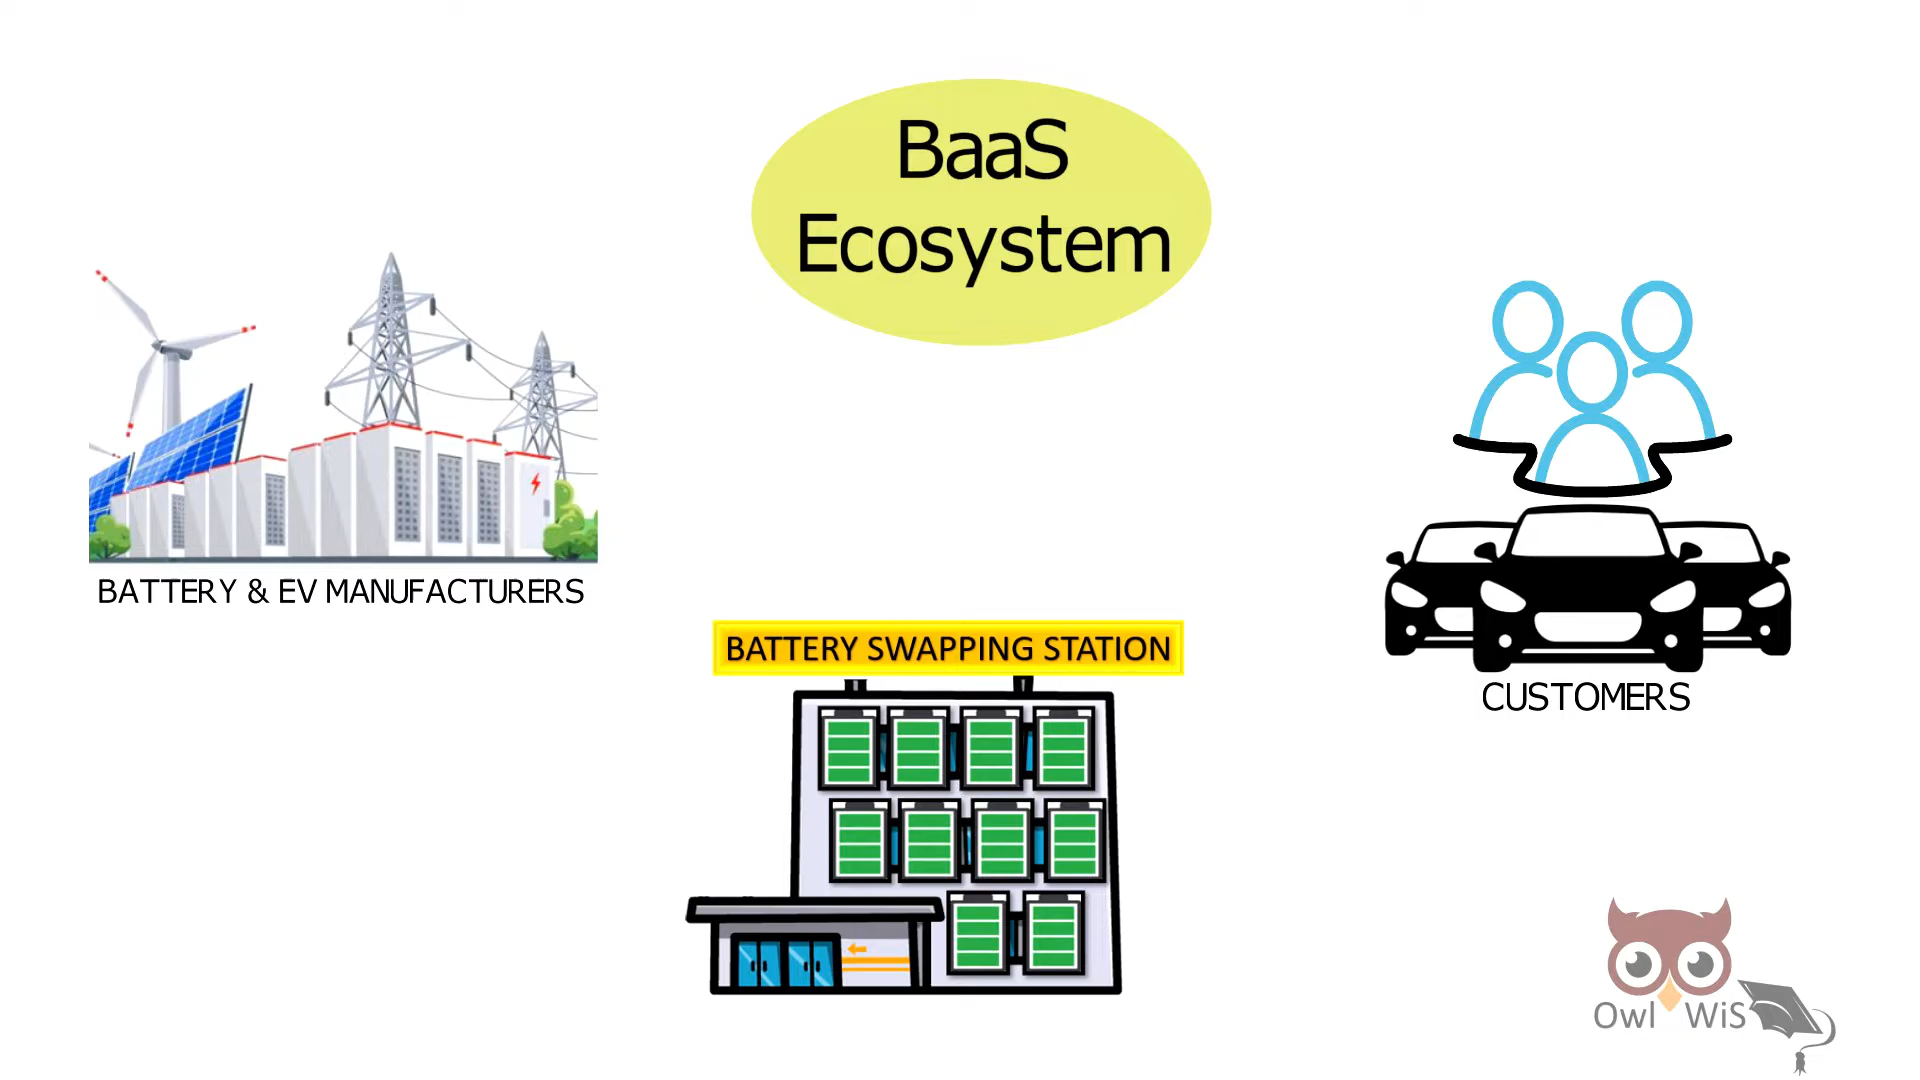 BaaS
Ecosystem
BATTERY & EV MANUFACTURERS
BATTERY SWAPPING STATION
CUSTOMERS
Owl WiS